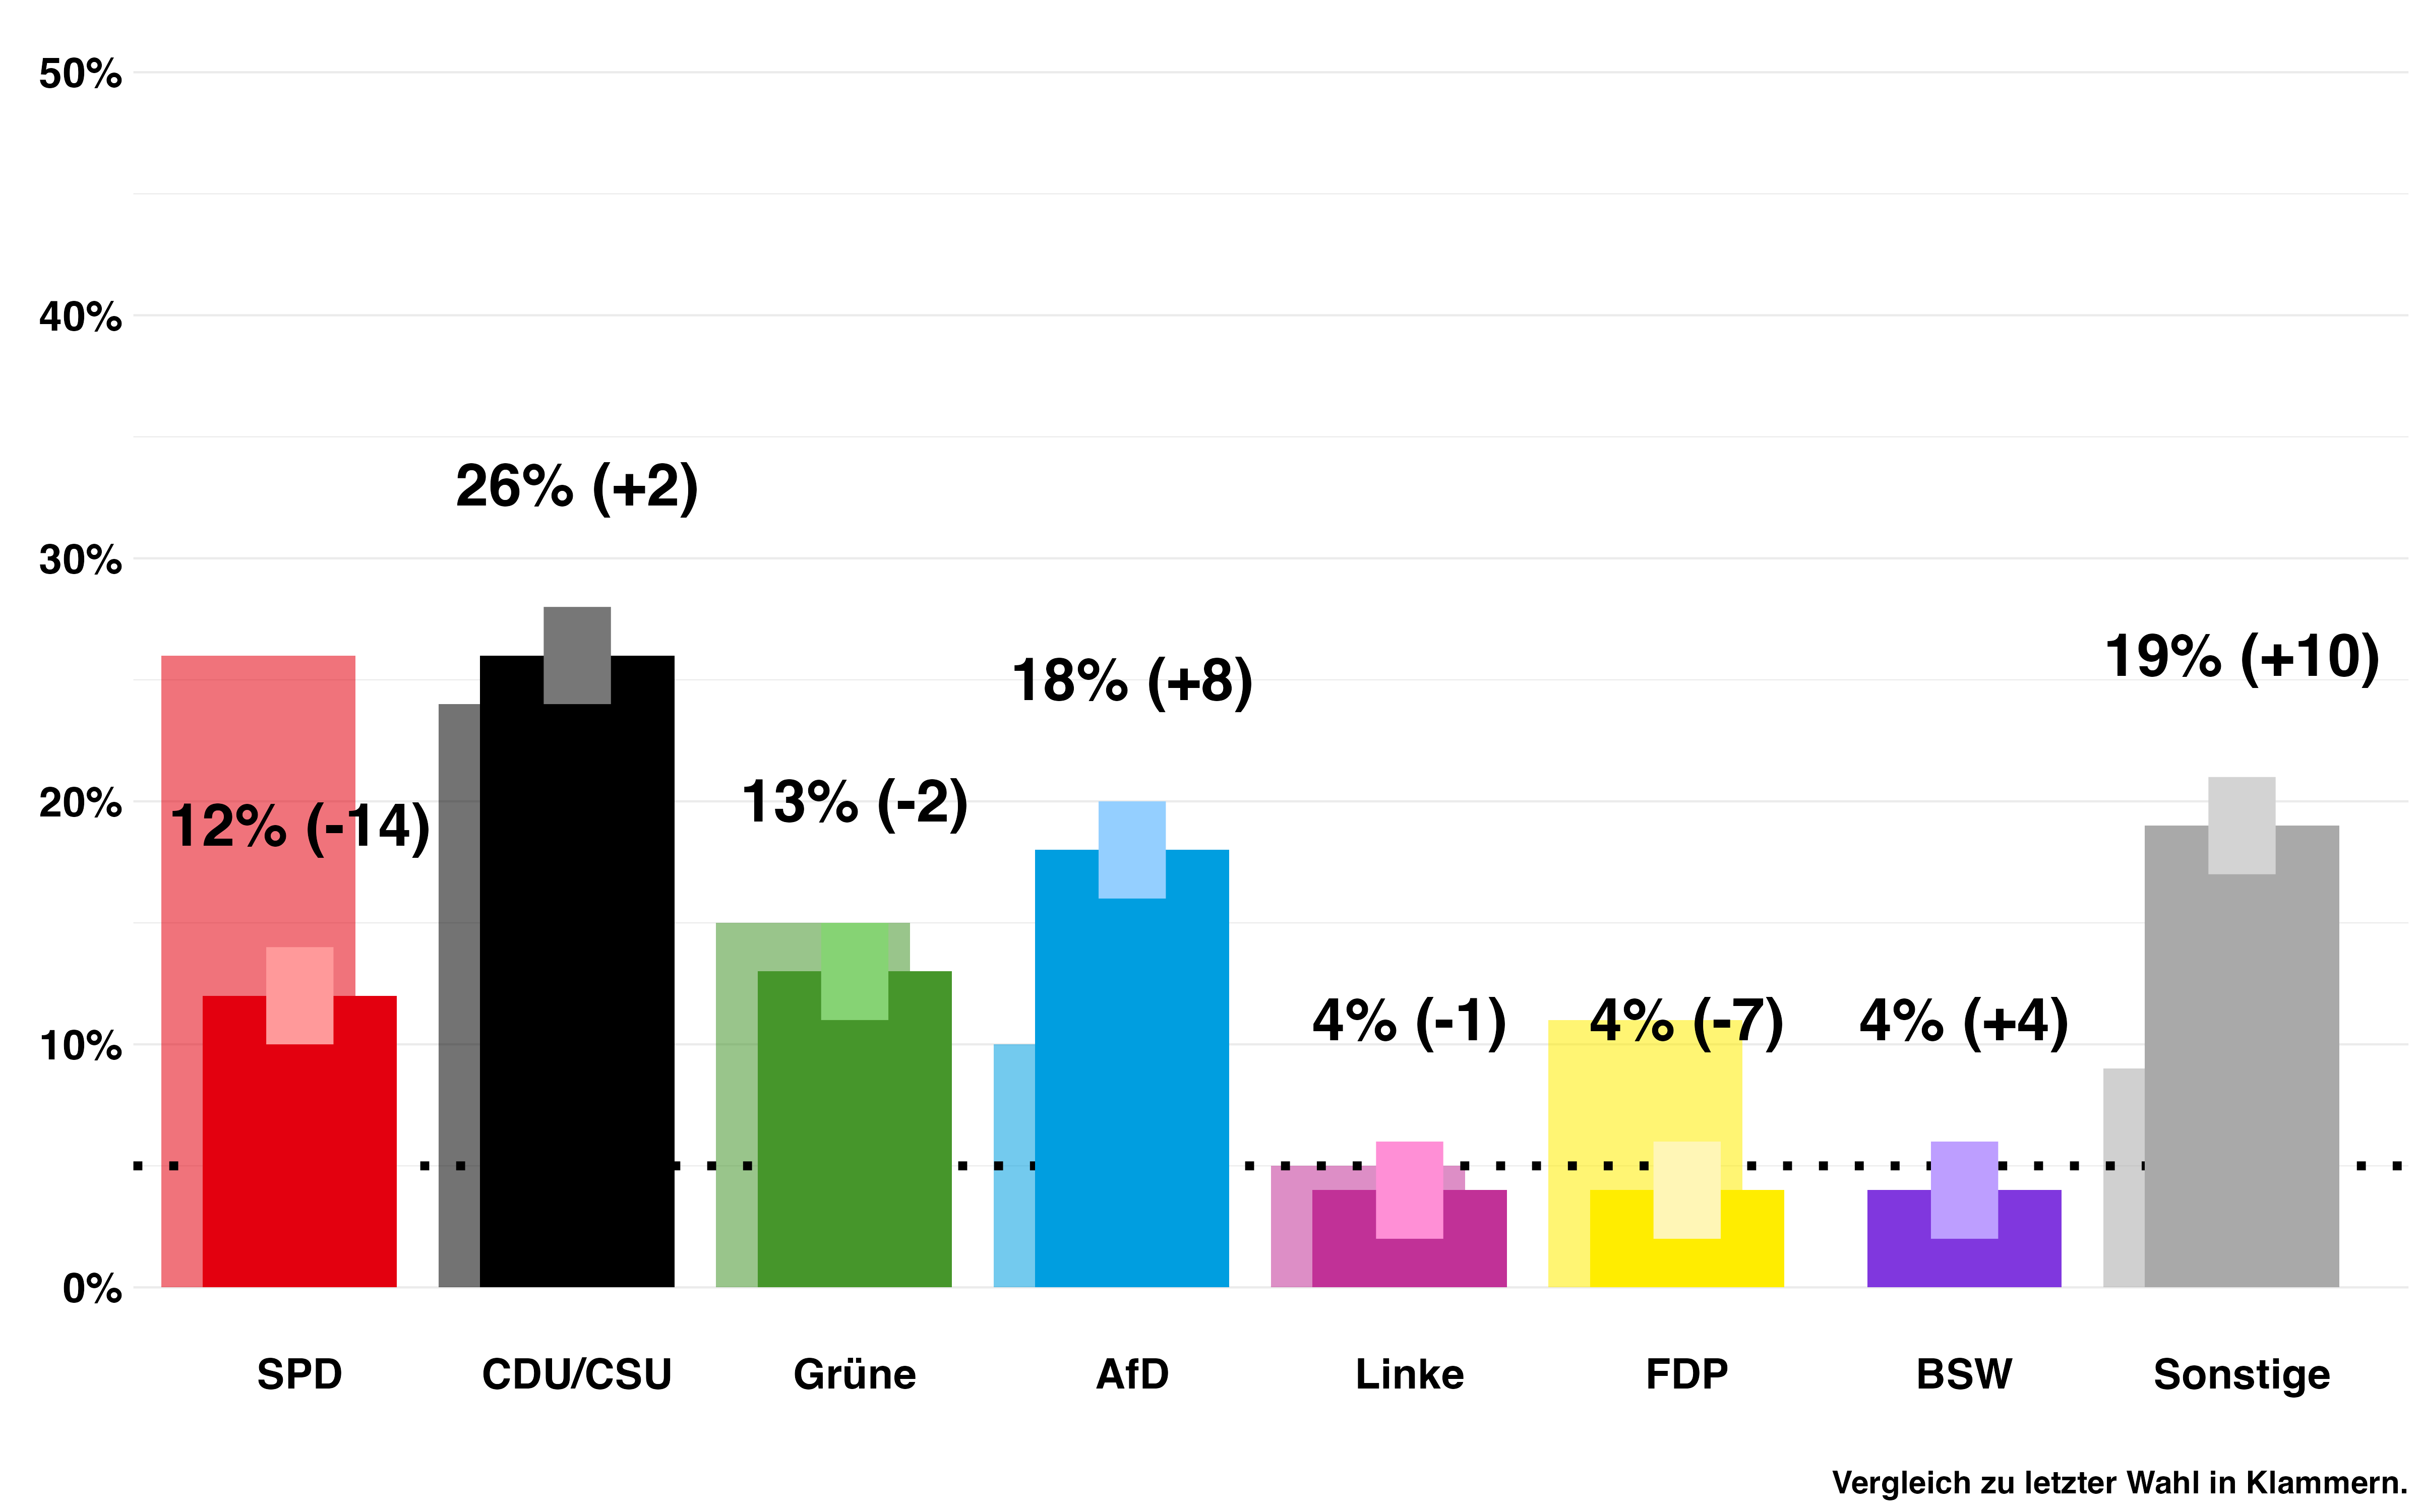 50%
40%
30%
20%
10%
0%
12% (-14)
26% (+2)
13% (-2)
18% (+8)
4% (-1)
4% (-7)
4% (+4)
19% (+10)
SPD
CDU/CSU
Grüne
AfD
Linke
FDP
BSW
Sonstige
Vergleich zu letzter Wahl in Klammern.